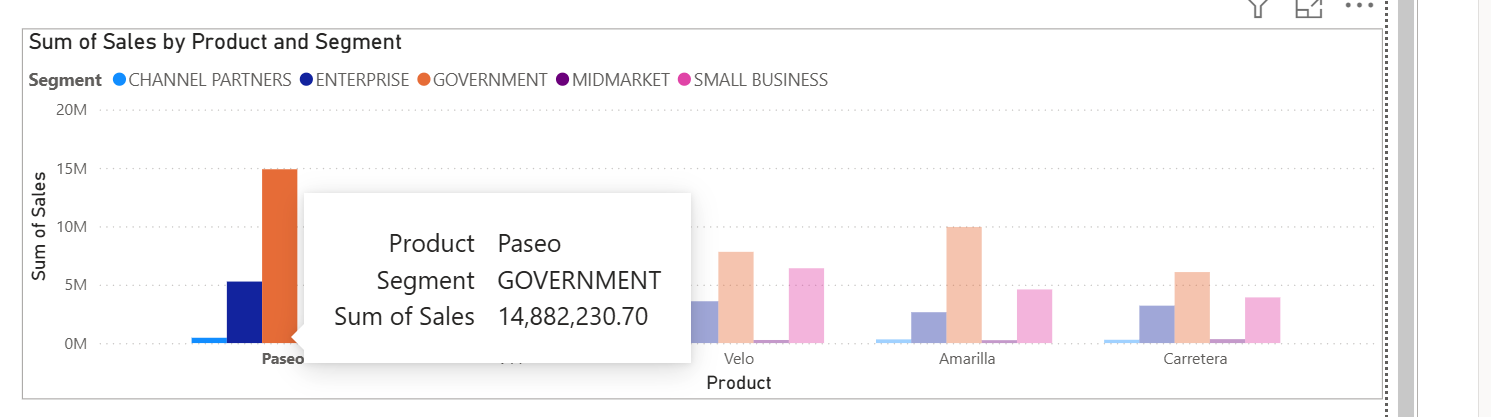 Sum of Sales by Product and Segment
Segment CHANNEL PARTNERS ENTERPRISE GOVERNMENT MIDMARKET SMALL BUSINESS
20M
15M
10M
5M
0M
Sum of Sales
Product Paseo
Segment GOVERNMENT
Sum of Sales 14,882,230.70
Paseo Velo Amarilla Carretera
Product